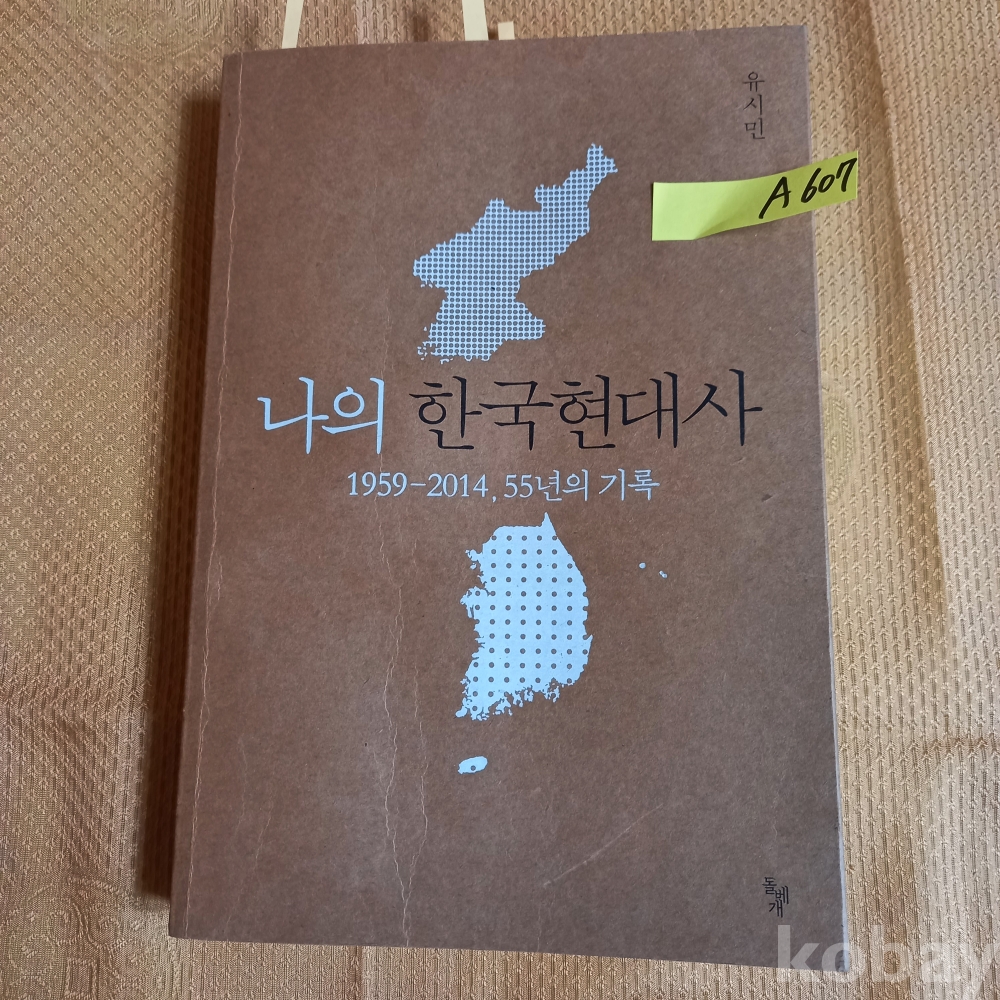 유시민
A607
나의 한국현대사
1959-2014, 55년의 기록
돌베개
kobay